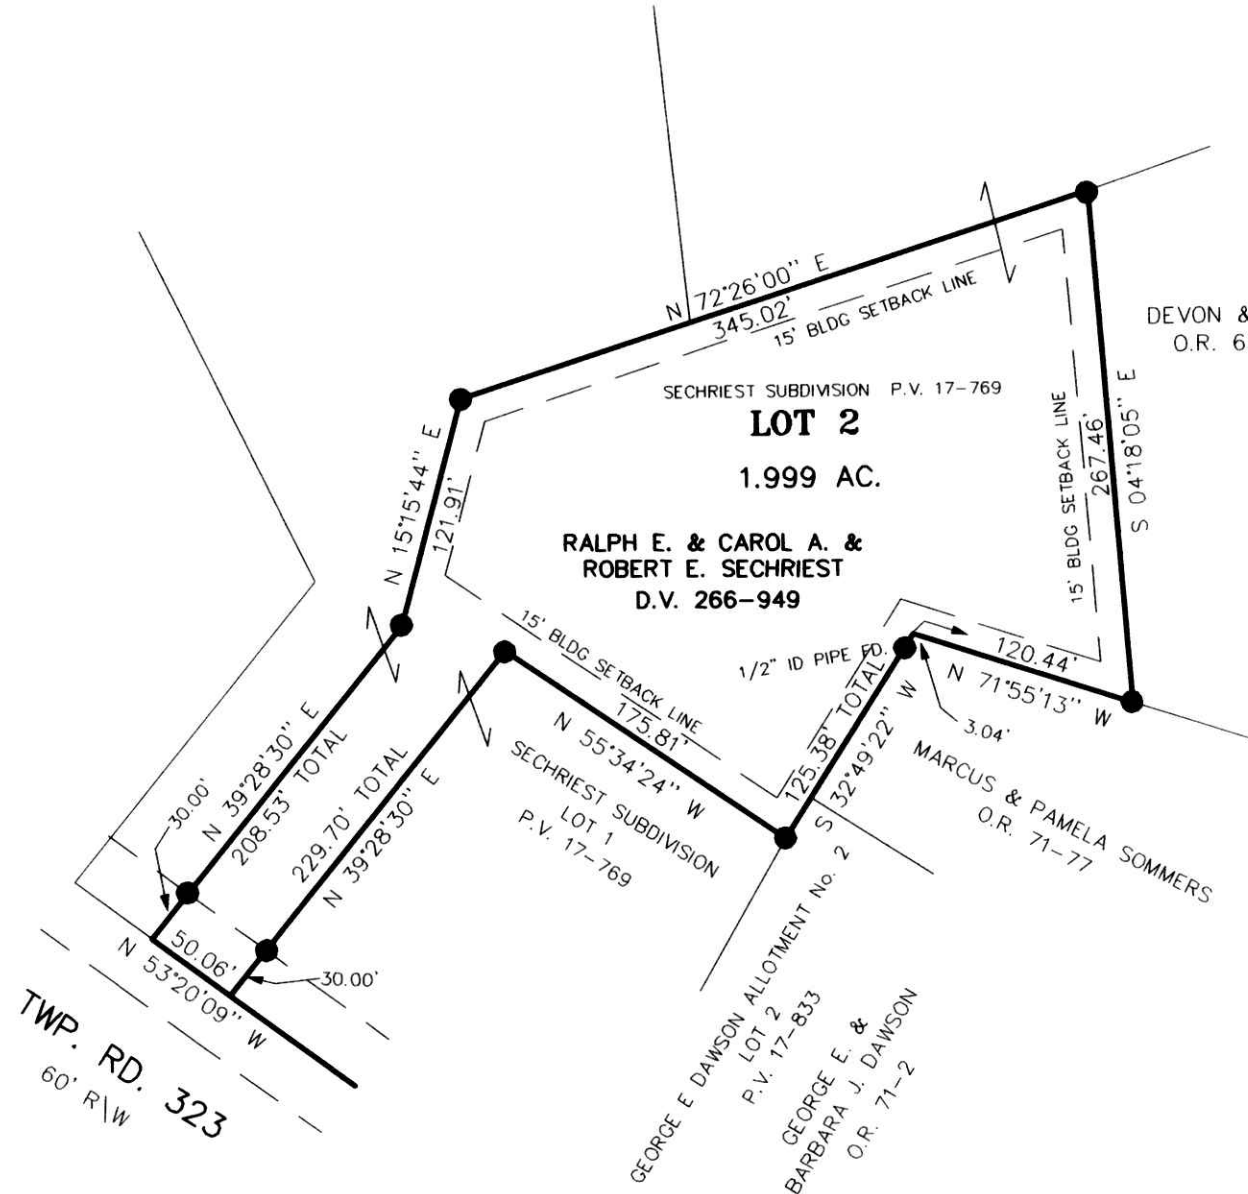 N 72°26'00" E
345.02'
15' BLDG SETBACK LINE
DEVON &
O.R. 6
SECHRIEST SUBDIVISION P.V. 17-769
LOT 2
1.999 AC.
RALPH E. & CAROL A. &
ROBERT E. SECHRIEST
D.V. 266-949
N 15°15'44" E
121.91'
15' BLDG SETBACK LINE
267.46'
S 04°18'05" E
15' BLDG SETBACK LINE
175.81'
N 55°34'24" W
1/2" ID PIPE FD.
120.44'
N 71°55'13" W
3.04'
125.38' TOTAL
S 32°49'22" W
MARCUS & PAMELA SOMMERS
O.R. 71-77
SECHRIEST SUBDIVISION
LOT 1
P.V. 17-769
N 39°28'30" E
208.53' TOTAL
229.70' TOTAL
N 39°28'30" E
30.00'
50.06'
30.00'
N 53°20'09" W
TWP. RD. 323
60' R\W
GEORGE E DAWSON ALLOTMENT No. 2
LOT 2
P.V. 17-833
GEORGE E. &
BARBARA J. DAWSON
O.R. 71-2